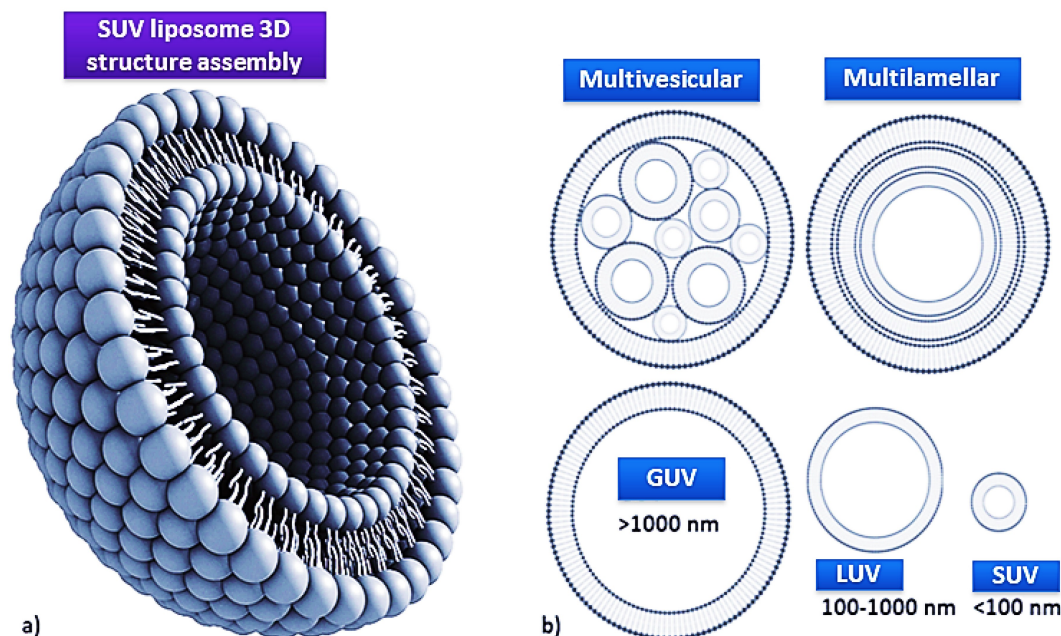 SUV liposome 3D
structure assembly
Multivesicular
Multilamellar
GUV
>1000 nm
LUV
100-1000 nm
SUV
<100 nm
a)
b)